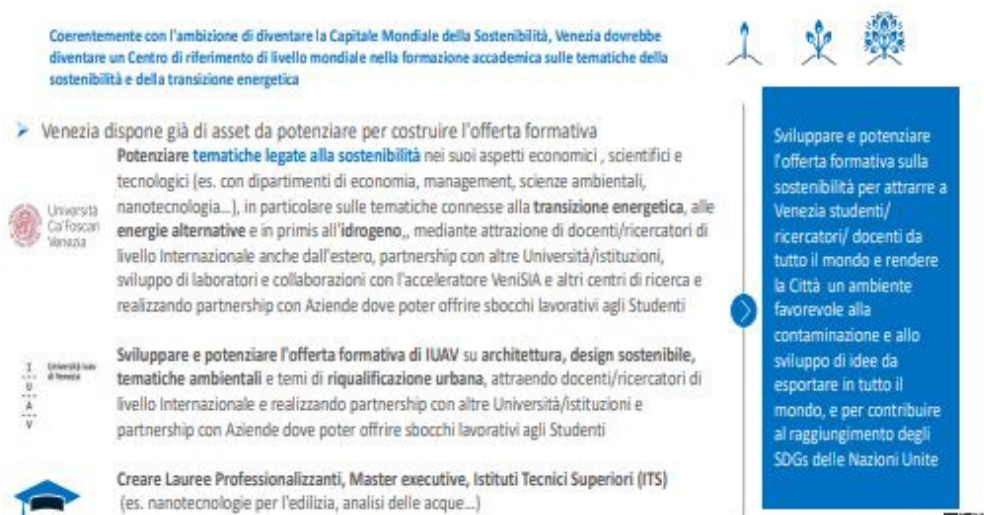 Coerentemente con l'ambizione di diventare la Capitale Mondiale della Sostenibilità, Venezia dovrebbe
diventare un Centro di riferimento di livello mondiale nella formazione accademica sulle tematiche della
sostenibilità e della transizione energetica
Venezia dispone già di asset da potenziare per costruire l'offerta formativa
Potenziare tematiche legate alla sostenibilità nei suoi aspetti economici , scientifici e
tecnologici (es. con dipartimenti di economia, management, scienze ambientali,
nanotecnologia...), in particolare sulle tematiche connesse alla transizione energetica, alle
energie alternative e in primis all'idrogeno,, mediante attrazione di docenti/ricercatori di
livello Internazionale anche dall'estero, partnership con altre Università/istituzioni,
sviluppo di laboratori e collaborazioni con l'acceleratore VeniSIA e altri centri di ricerca e
realizzando partnership con Aziende dove poter offrire sbocchi lavorativi agli Studenti
Università
Ca'Foscari
Venezia
Sviluppare e potenziare l'offerta formativa di IUAV su architettura, design sostenibile,
tematiche ambientali e temi di riqualificazione urbana, attraendo docenti/ricercatori di
livello Internazionale e realizzando partnership con altre Università/istituzioni e
partnership con Aziende dove poter offrire sbocchi lavorativi agli Studenti
I
U
A
V
Università Iuav
di Venezia
Creare Lauree Professionalizzanti, Master executive, Istituti Tecnici Superiori (ITS)
(es. nanotecnologie per l'edilizia, analisi delle acque...)
Sviluppare e potenziare
l'offerta formativa sulla
sostenibilità per attrarre a
Venezia studenti/
ricercatori/ docenti da
tutto il mondo e rendere
la Città un ambiente
favorevole alla
contaminazione e allo
sviluppo di idee da
esportare in tutto il
mondo, e per contribuire
al raggiungimento degli
SDGs delle Nazioni Unite